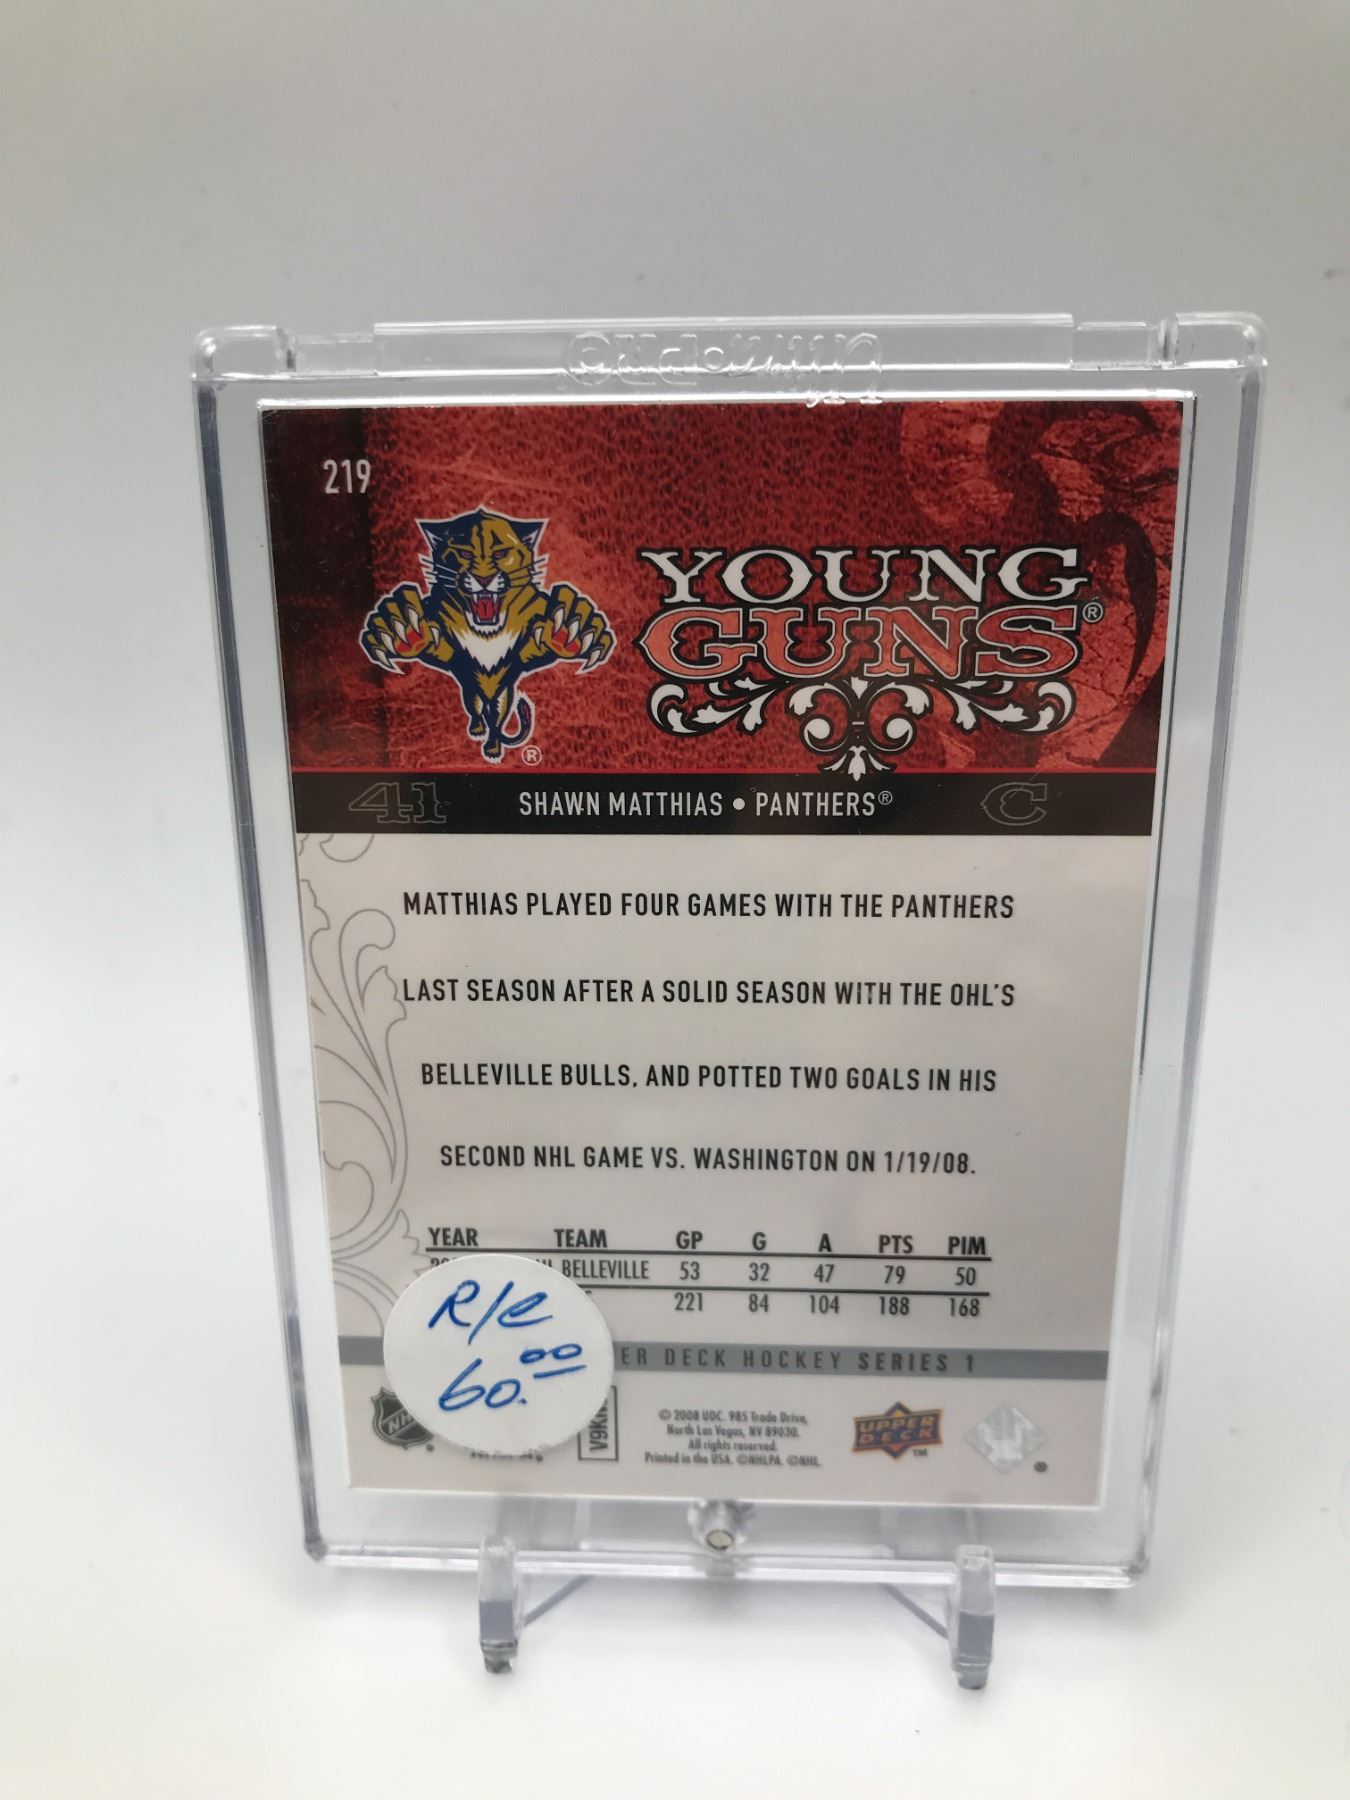 ULTRA•PRO®
219
YOUNG
GUNS®
®
41 SHAWN MATTHIAS • PANTHERS® C
MATTHIAS PLAYED FOUR GAMES WITH THE PANTHERS
LAST SEASON AFTER A SOLID SEASON WITH THE OHL'S
BELLEVILLE BULLS, AND POTTED TWO GOALS IN HIS
SECOND NHL GAME VS. WASHINGTON ON 1/19/08.
YEAR TEAM GP G A PTS PIM
BELLEVILLE 53 32 47 79 50
221 84 104 188 168
R/C
60.00
ER DECK HOCKEY SERIES 1
© 2008 UDC. 985 Trade Drive,
North Las Vegas, NV 89030.
All rights reserved.
Printed in the USA. ©NHLPA. ©NHL.
UPPER
DECK
TM